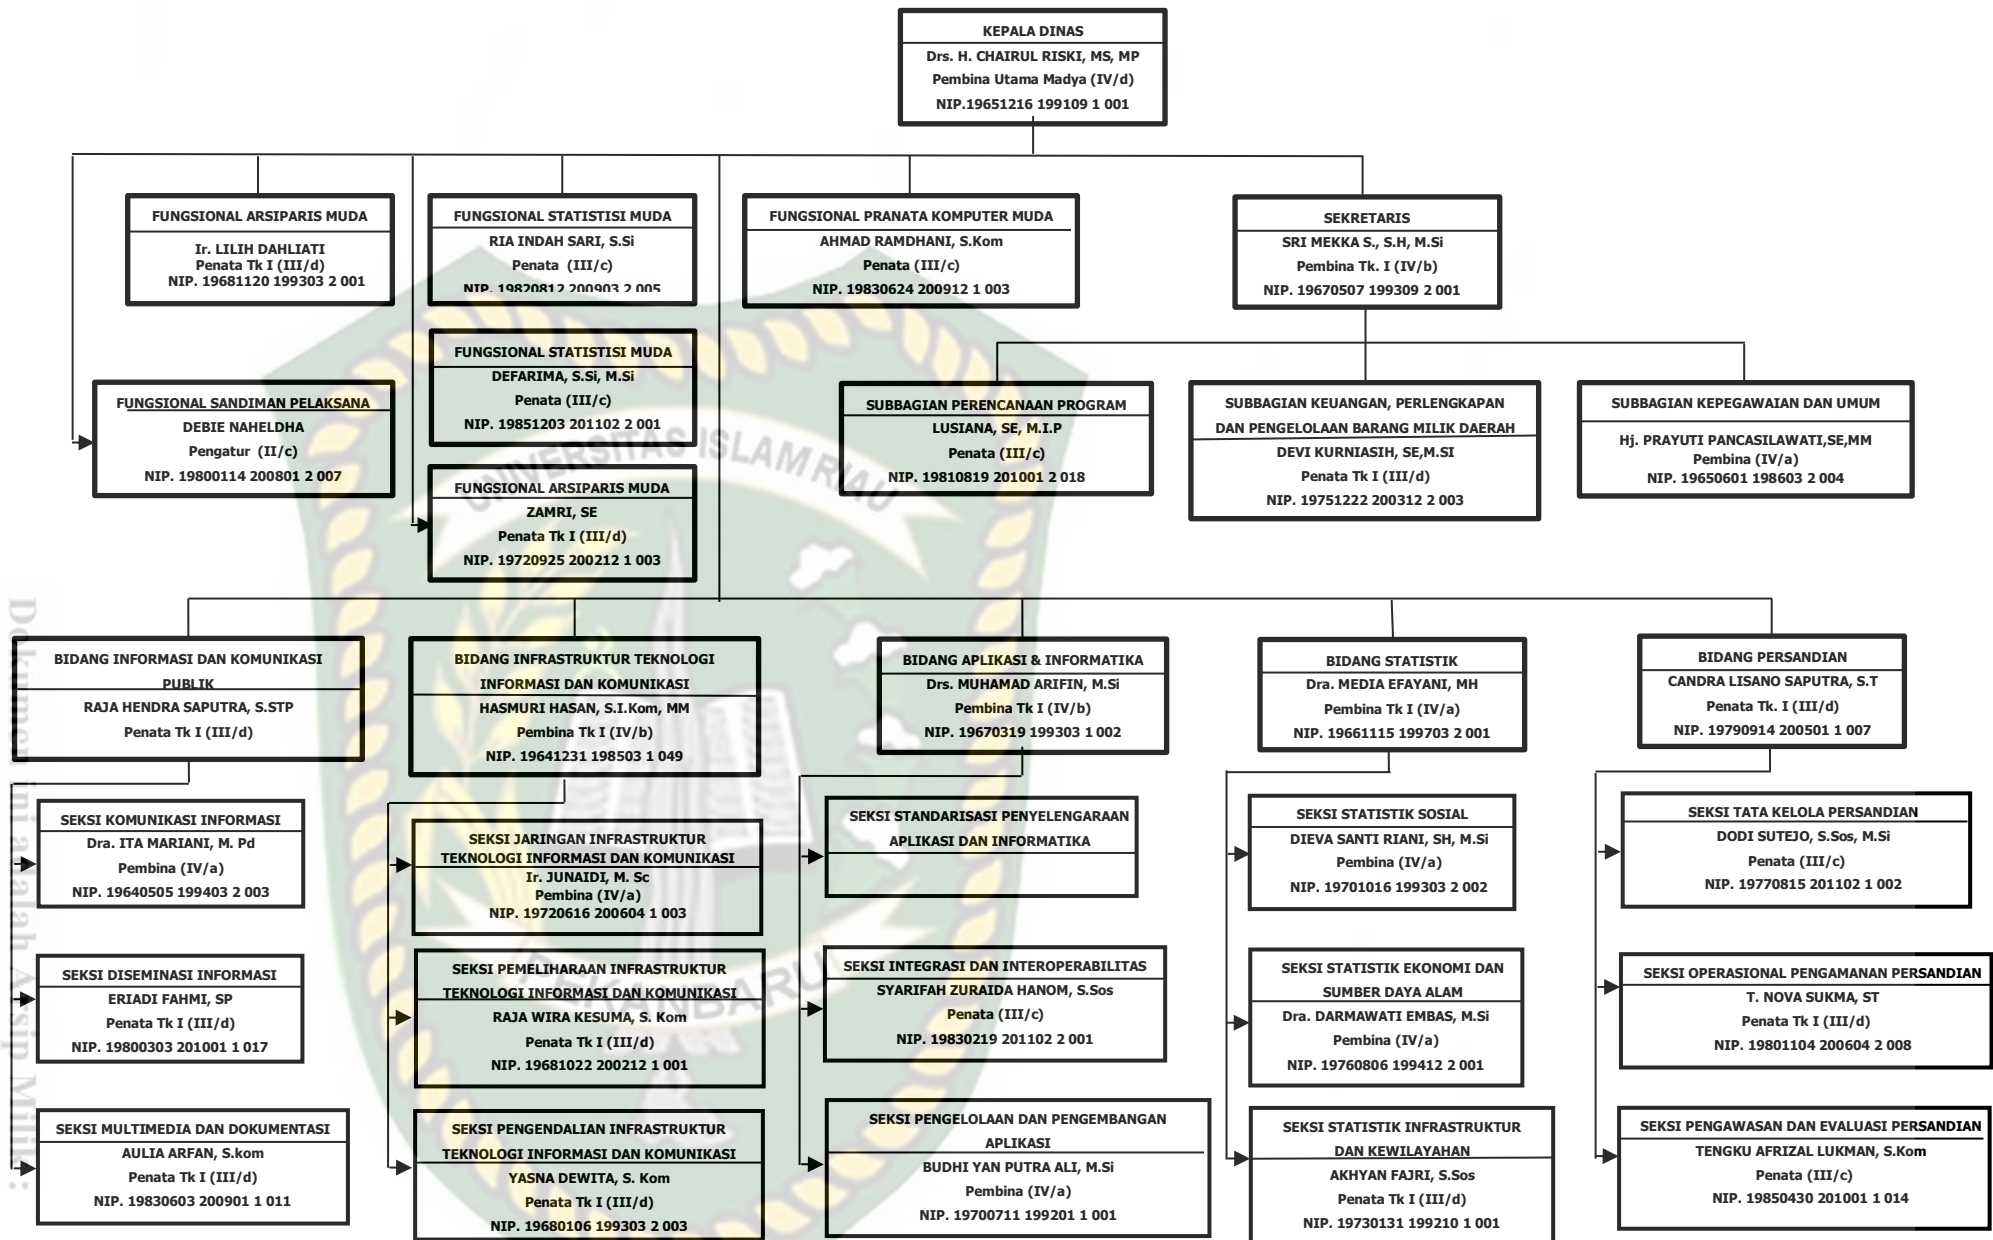 KEPALA DINAS
Drs. H. CHAIRUL RISKI, MS, MP
Pembina Utama Madya (IV/d)
NIP.19651216 199109 1 001
FUNGSIONAL ARSIPARIS MUDA
Ir. LILIH DAHLIATI
Penata Tk I (III/d)
NIP. 19681120 199303 2 001
FUNGSIONAL STATISTISI MUDA
RIA INDAH SARI, S.Si
Penata (III/c)
NIP. 19820812 200903 2 005
FUNGSIONAL PRANATA KOMPUTER MUDA
AHMAD RAMDHANI, S.Kom
Penata (III/c)
NIP. 19830624 200912 1 003
SEKRETARIS
SRI MEKKA S., S.H, M.Si
Pembina Tk. I (IV/b)
NIP. 19670507 199309 2 001
FUNGSIONAL SANDIMAN PELAKSANA
DEBIE NAHELDHA
Pengatur (II/c)
NIP. 19800114 200801 2 007
FUNGSIONAL STATISTISI MUDA
DEFARIMA, S.Si, M.Si
Penata (III/c)
NIP. 19851203 201102 2 001
FUNGSIONAL ARSIPARIS MUDA
ZAMRI, SE
Penata Tk I (III/d)
NIP. 19720925 200212 1 003
SUBBAGIAN PERENCANAAN PROGRAM
LUSIANA, SE, M.I.P
Penata (III/c)
NIP. 19810819 201001 2 018
SUBBAGIAN KEUANGAN, PERLENGKAPAN
DAN PENGELOLAAN BARANG MILIK DAERAH
DEVI KURNIASIH, SE,M.SI
Penata Tk I (III/d)
NIP. 19751222 200312 2 003
SUBBAGIAN KEPEGAWAIAN DAN UMUM
Hj. PRAYUTI PANCASILAWATI,SE,MM
Pembina (IV/a)
NIP. 19650601 198603 2 004
UNIVERSITAS ISLAM RIAU
PEKANBARU
Dokumen ini adalah Arsip Milik :
BIDANG INFORMASI DAN KOMUNIKASI
PUBLIK
RAJA HENDRA SAPUTRA, S.STP
Penata Tk I (III/d)
SEKSI KOMUNIKASI INFORMASI
Dra. ITA MARIANI, M. Pd
Pembina (IV/a)
NIP. 19640505 199403 2 003
SEKSI DISEMINASI INFORMASI
ERIADI FAHMI, SP
Penata Tk I (III/d)
NIP. 19800303 201001 1 017
SEKSI MULTIMEDIA DAN DOKUMENTASI
AULIA ARFAN, S.kom
Penata Tk I (III/d)
NIP. 19830603 200901 1 011
BIDANG INFRASTRUKTUR TEKNOLOGI
INFORMASI DAN KOMUNIKASI
HASMURI HASAN, S.I.Kom, MM
Pembina Tk I (IV/b)
NIP. 19641231 198503 1 049
SEKSI JARINGAN INFRASTRUKTUR
TEKNOLOGI INFORMASI DAN KOMUNIKASI
Ir. JUNAIDI, M. Sc
Pembina (IV/a)
NIP. 19720616 200604 1 003
SEKSI PEMELIHARAAN INFRASTRUKTUR
TEKNOLOGI INFORMASI DAN KOMUNIKASI
RAJA WIRA KESUMA, S. Kom
Penata Tk I (III/d)
NIP. 19681022 200212 1 001
SEKSI PENGENDALIAN INFRASTRUKTUR
TEKNOLOGI INFORMASI DAN KOMUNIKASI
YASNA DEWITA, S. Kom
Penata Tk I (III/d)
NIP. 19680106 199303 2 003
BIDANG APLIKASI & INFORMATIKA
Drs. MUHAMAD ARIFIN, M.Si
Pembina Tk I (IV/b)
NIP. 19670319 199303 1 002
SEKSI STANDARISASI PENYELENGARAAN
APLIKASI DAN INFORMATIKA
SEKSI INTEGRASI DAN INTEROPERABILITAS
SYARIFAH ZURAIDA HANOM, S.Sos
Penata (III/c)
NIP. 19830219 201102 2 001
SEKSI PENGELOLAAN DAN PENGEMBANGAN
APLIKASI
BUDHI YAN PUTRA ALI, M.Si
Pembina (IV/a)
NIP. 19700711 199201 1 001
BIDANG STATISTIK
Dra. MEDIA EFAYANI, MH
Pembina Tk I (IV/a)
NIP. 19661115 199703 2 001
SEKSI STATISTIK SOSIAL
DIEVA SANTI RIANI, SH, M.Si
Pembina (IV/a)
NIP. 19701016 199303 2 002
SEKSI STATISTIK EKONOMI DAN
SUMBER DAYA ALAM
Dra. DARMAWATI EMBAS, M.Si
Pembina (IV/a)
NIP. 19760806 199412 2 001
SEKSI STATISTIK INFRASTRUKTUR
DAN KEWILAYAHAN
AKHYAN FAJRI, S.Sos
Penata Tk I (III/d)
NIP. 19730131 199210 1 001
BIDANG PERSANDIAN
CANDRA LISANO SAPUTRA, S.T
Penata Tk. I (III/d)
NIP. 19790914 200501 1 007
SEKSI TATA KELOLA PERSANDIAN
DODI SUTEJO, S.Sos, M.Si
Penata (III/c)
NIP. 19770815 201102 1 002
SEKSI OPERASIONAL PENGAMANAN PERSANDIAN
T. NOVA SUKMA, ST
Penata Tk I (III/d)
NIP. 19801104 200604 2 008
SEKSI PENGAWASAN DAN EVALUASI PERSANDIAN
TENGKU AFRIZAL LUKMAN, S.Kom
Penata (III/c)
NIP. 19850430 201001 1 014